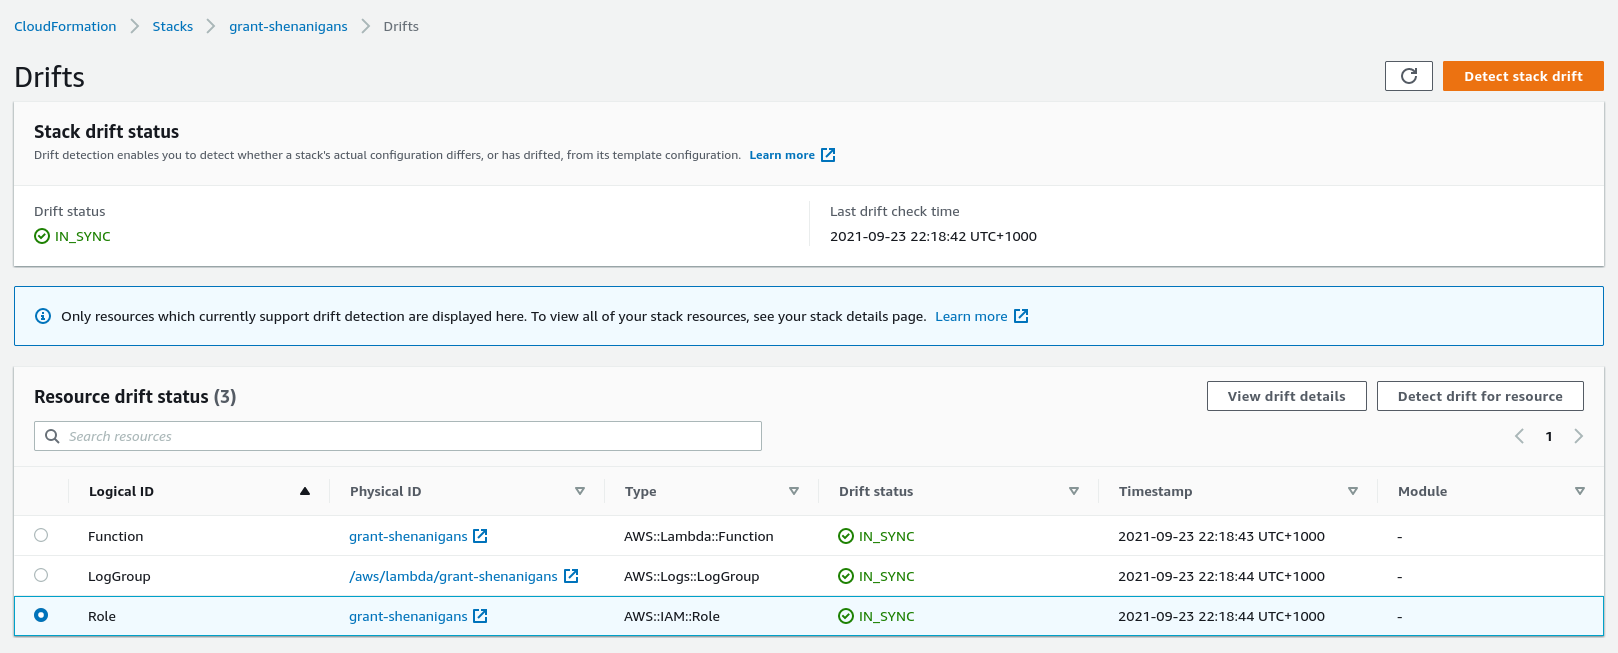 CloudFormation > Stacks > grant-shenanigans > Drifts
Drifts
Detect stack drift
Stack drift status
Drift detection enables you to detect whether a stack's actual configuration differs, or has drifted, from its template configuration. Learn more
Drift status
IN_SYNC
Last drift check time
2021-09-23 22:18:42 UTC+1000
Only resources which currently support drift detection are displayed here. To view all of your stack resources, see your stack details page. Learn more
Resource drift status (3)
View drift details
Detect drift for resource
Search resources
1
Logical ID Physical ID Type Drift status Timestamp Module
Function grant-shenanigans AWS::Lambda::Function IN_SYNC 2021-09-23 22:18:43 UTC+1000 -
LogGroup /aws/lambda/grant-shenanigans AWS::Logs::LogGroup IN_SYNC 2021-09-23 22:18:44 UTC+1000 -
Role grant-shenanigans AWS::IAM::Role IN_SYNC 2021-09-23 22:18:44 UTC+1000 -